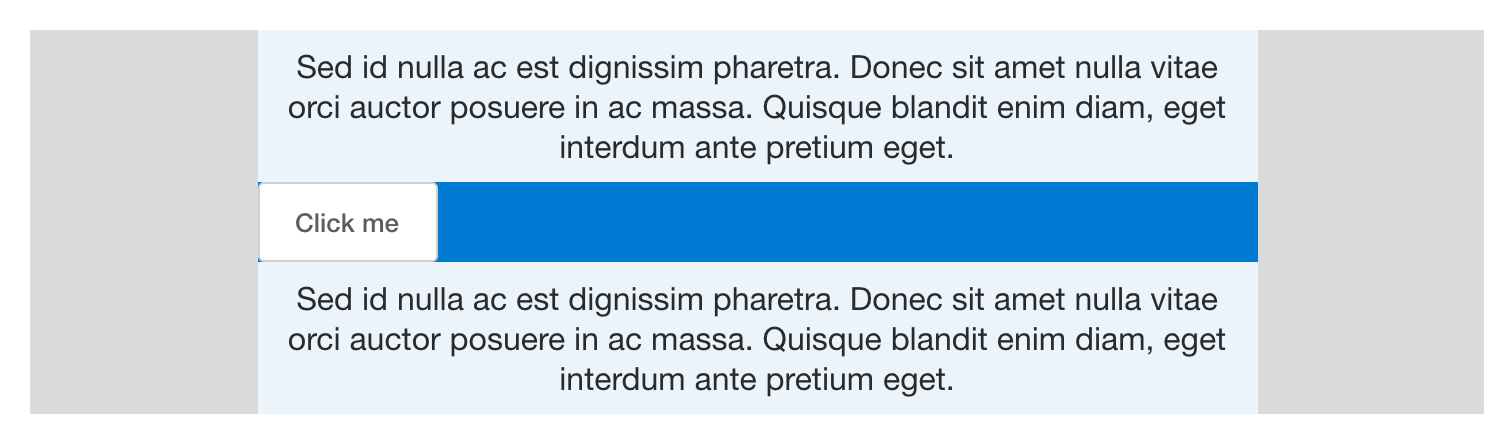 Sed id nulla ac est dignissim pharetra. Donec sit amet nulla vitae
orci auctor posuere in ac massa. Quisque blandit enim diam, eget
interdum ante pretium eget.
Click me
Sed id nulla ac est dignissim pharetra. Donec sit amet nulla vitae
orci auctor posuere in ac massa. Quisque blandit enim diam, eget
interdum ante pretium eget.